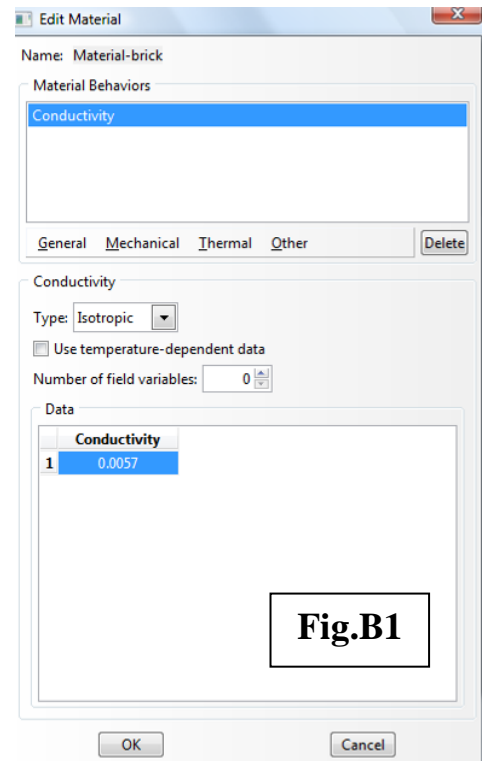 Edit Material
Name: Material-brick
Material Behaviors
Conductivity
General Mechanical Thermal Other Delete
Conductivity
Type: Isotropic
Use temperature-dependent data
Number of field variables: 0
Data
Conductivity
1 0.0057
Fig.B1
OK Cancel